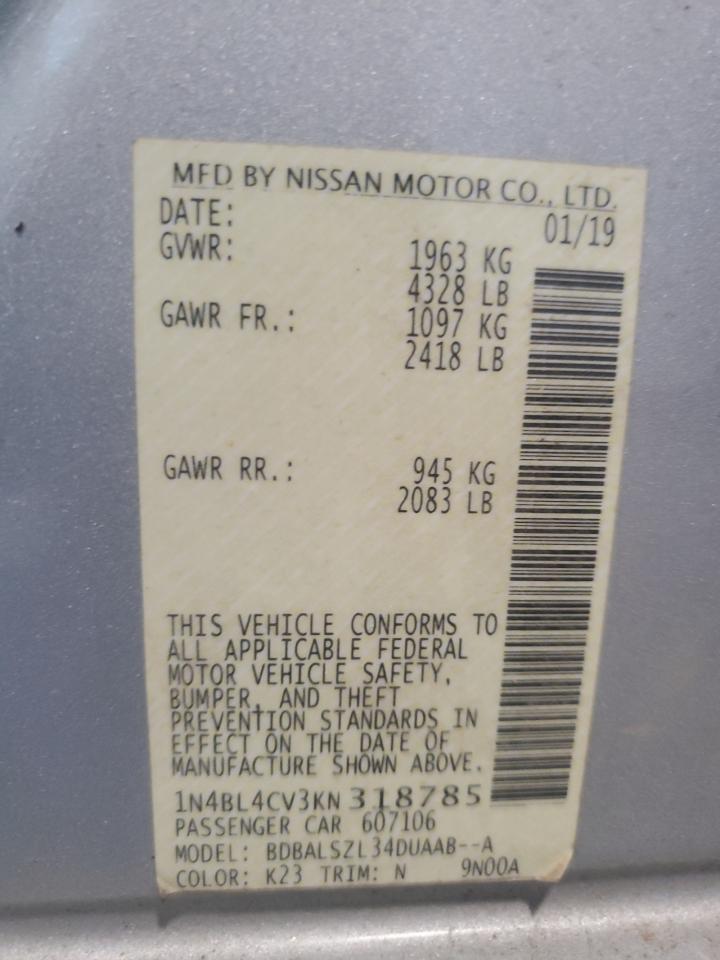 MFD BY NISSAN MOTOR CO., LTD.
DATE: 01/19
GVWR: 1963 KG
4328 LB
GAWR FR.: 1097 KG
2418 LB
GAWR RR.: 945 KG
2083 LB
THIS VEHICLE CONFORMS TO
ALL APPLICABLE FEDERAL
MOTOR VEHICLE SAFETY,
BUMPER, AND THEFT
PREVENTION STANDARDS IN
EFFECT ON THE DATE OF
MANUFACTURE SHOWN ABOVE.
1N4BL4CV3KN318785
PASSENGER CAR 607106
MODEL: BDBALSZL34DUAAB--A
COLOR: K23 TRIM: N 9N00A